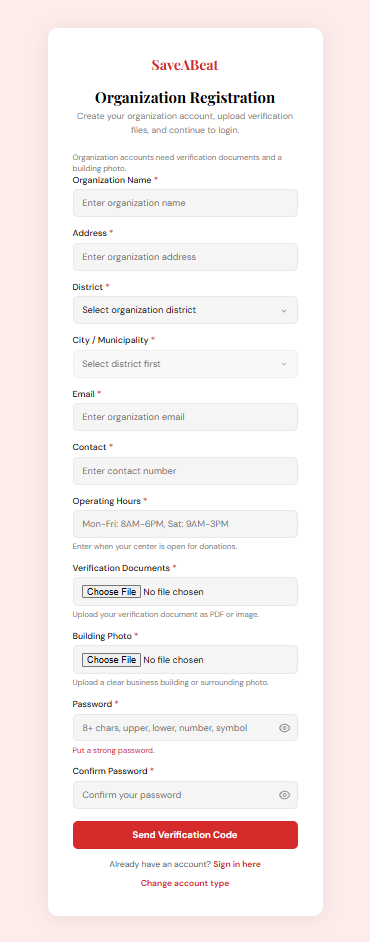 SaveABeat
Organization Registration
Create your organization account, upload verification
files, and continue to login.
Organization accounts need verification documents and a
building photo.
Organization Name *
Enter organization name
Address *
Enter organization address
District *
Select organization district
City / Municipality *
Select district first
Email *
Enter organization email
Contact *
Enter contact number
Operating Hours *
Mon-Fri: 8AM-6PM, Sat: 9AM-3PM
Enter when your center is open for donations.
Verification Documents *
Choose File No file chosen
Upload your verification document as PDF or image.
Building Photo *
Choose File No file chosen
Upload a clear business building or surrounding photo.
Password *
8+ chars, upper, lower, number, symbol
Put a strong password.
Confirm Password *
Confirm your password
Send Verification Code
Already have an account? Sign in here
Change account type